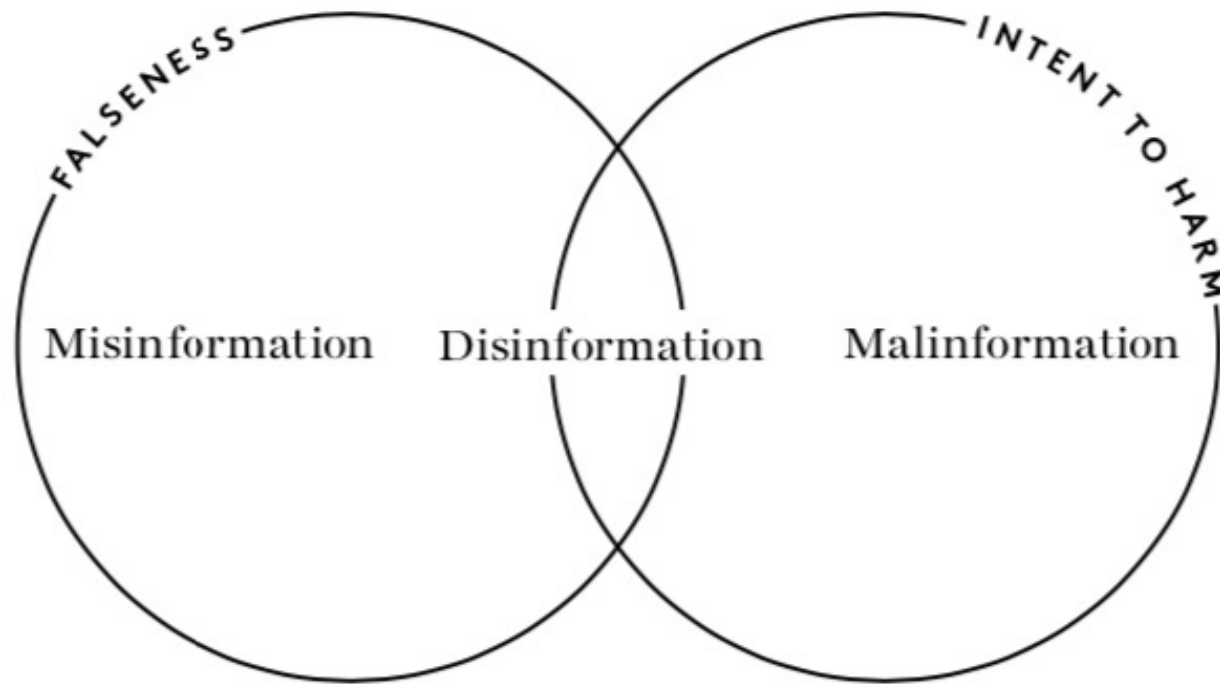 FALSENESS
INTENT TO HARM
Misinformation
Disinformation
Malinformation